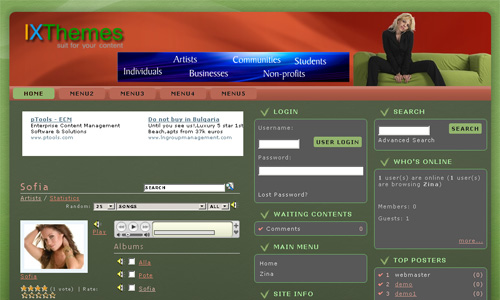 IXThemes
suit for your content
Artists
Communities
Students
Individuals
Businesses
Non-profits
HOME
MENU2
MENU3
MENU4
MENU5
pTools - ECM
Enterprise Content Management
Software & Solutions
www.ptools.com
Do not buy in Bulgaria
Until you see us!,Luxury 5 star 1st
Beach,apts from 37k euros
www.lngroupmanagement.com
Sofia
SEARCH
Artists / Statistics
Random: 25 SONGS ALL
Play
Sofia
(1 vote) | Rate:
Albums
Alla
Pote
Sofia
LOGIN
Username:
USER LOGIN
Password:
Lost Password?
WAITING CONTENTS
Comments 0
MAIN MENU
Home
Zina
SITE INFO
SEARCH
SEARCH
Advanced Search
WHO'S ONLINE
1 user(s) are online (1 user(s)
are browsing Zina)
Members: 0
Guests: 1
more...
TOP POSTERS
1 webmaster (0)
2 demo (0)
3 demo1 (0)